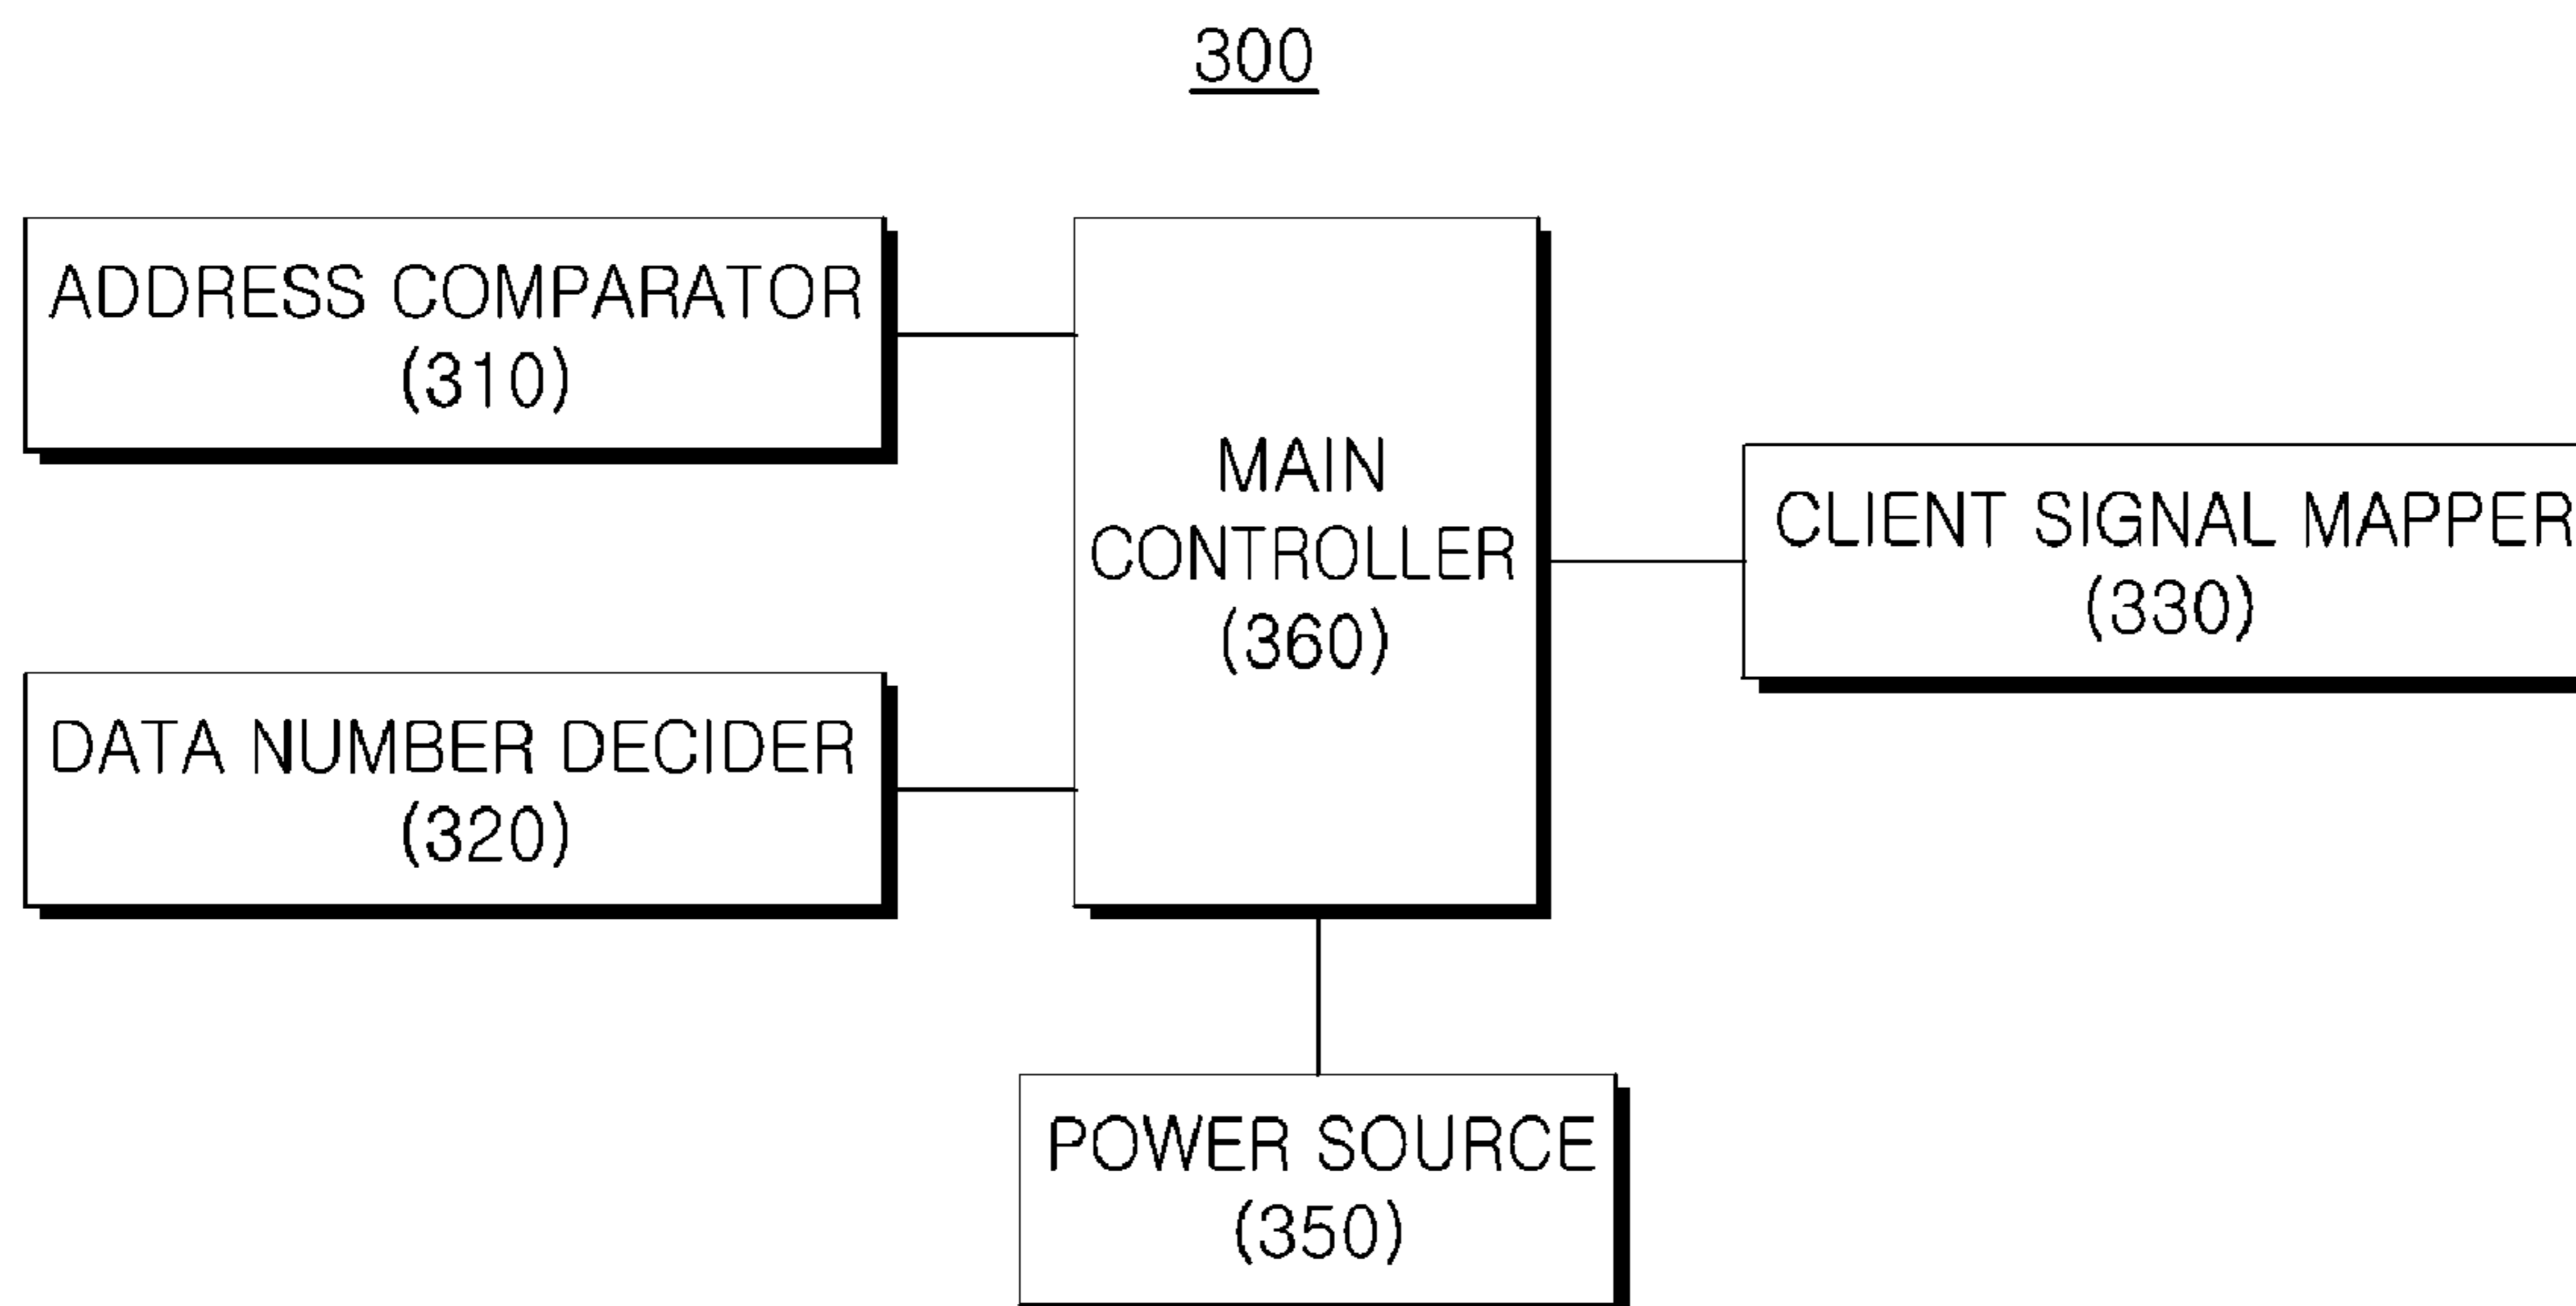 300
ADDRESS COMPARATOR
(310)
MAIN
CONTROLLER
(360)
CLIENT SIGNAL MAPPER
(330)
DATA NUMBER DECIDER
(320)
POWER SOURCE
(350)